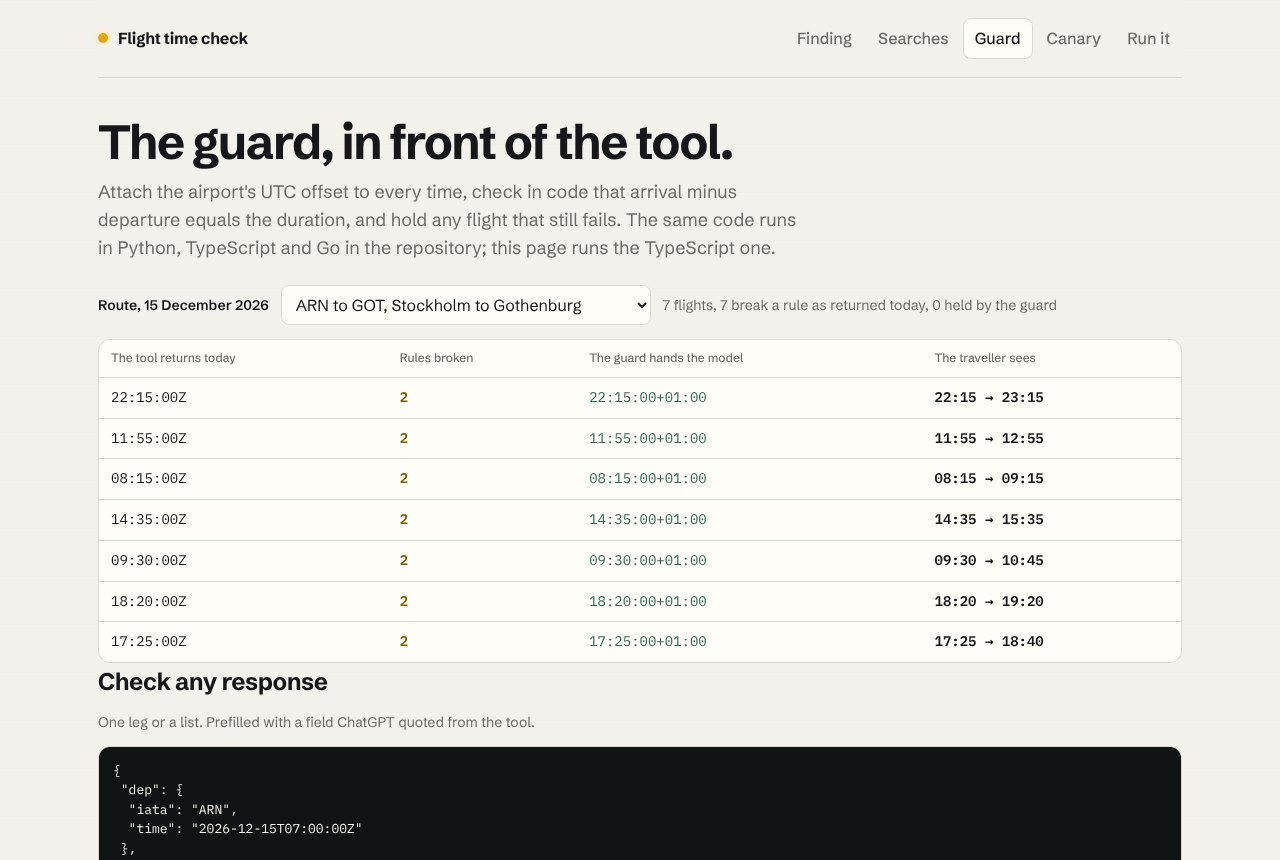 Flight time check
Finding Searches Guard Canary Run it
The guard, in front of the tool.
Attach the airport's UTC offset to every time, check in code that arrival minus
departure equals the duration, and hold any flight that still fails. The same code runs
in Python, TypeScript and Go in the repository; this page runs the TypeScript one.
Route, 15 December 2026 ARN to GOT, Stockholm to Gothenburg 7 flights, 7 break a rule as returned today, 0 held by the guard
The tool returns today Rules broken The guard hands the model The traveller sees
22:15:00Z 2 22:15:00+01:00 22:15 → 23:15
11:55:00Z 2 11:55:00+01:00 11:55 → 12:55
08:15:00Z 2 08:15:00+01:00 08:15 → 09:15
14:35:00Z 2 14:35:00+01:00 14:35 → 15:35
09:30:00Z 2 09:30:00+01:00 09:30 → 10:45
18:20:00Z 2 18:20:00+01:00 18:20 → 19:20
17:25:00Z 2 17:25:00+01:00 17:25 → 18:40
Check any response
One leg or a list. Prefilled with a field ChatGPT quoted from the tool.
{
"dep": {
"iata": "ARN",
"time": "2026-12-15T07:00:00Z"
},